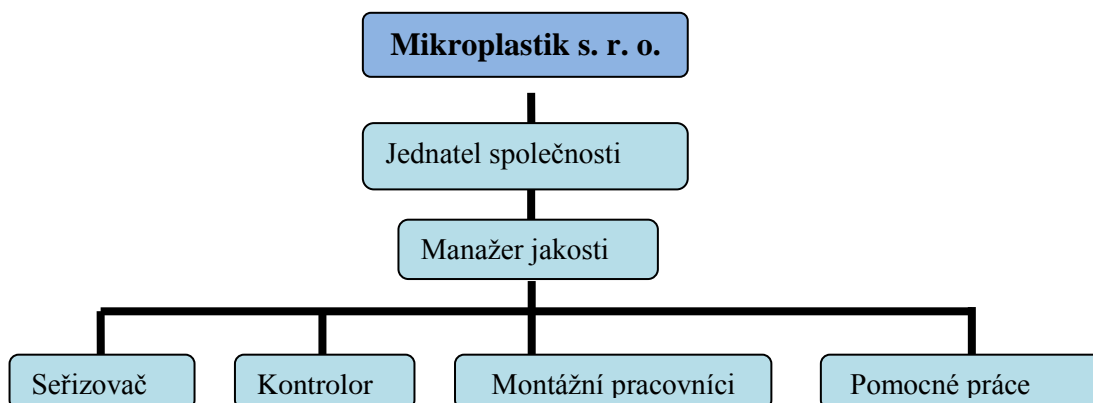 Mikroplastik s. r. o.
Jednatel společnosti
Manažer jakosti
Seřizovač
Kontrolor
Montážní pracovníci
Pomocné práce